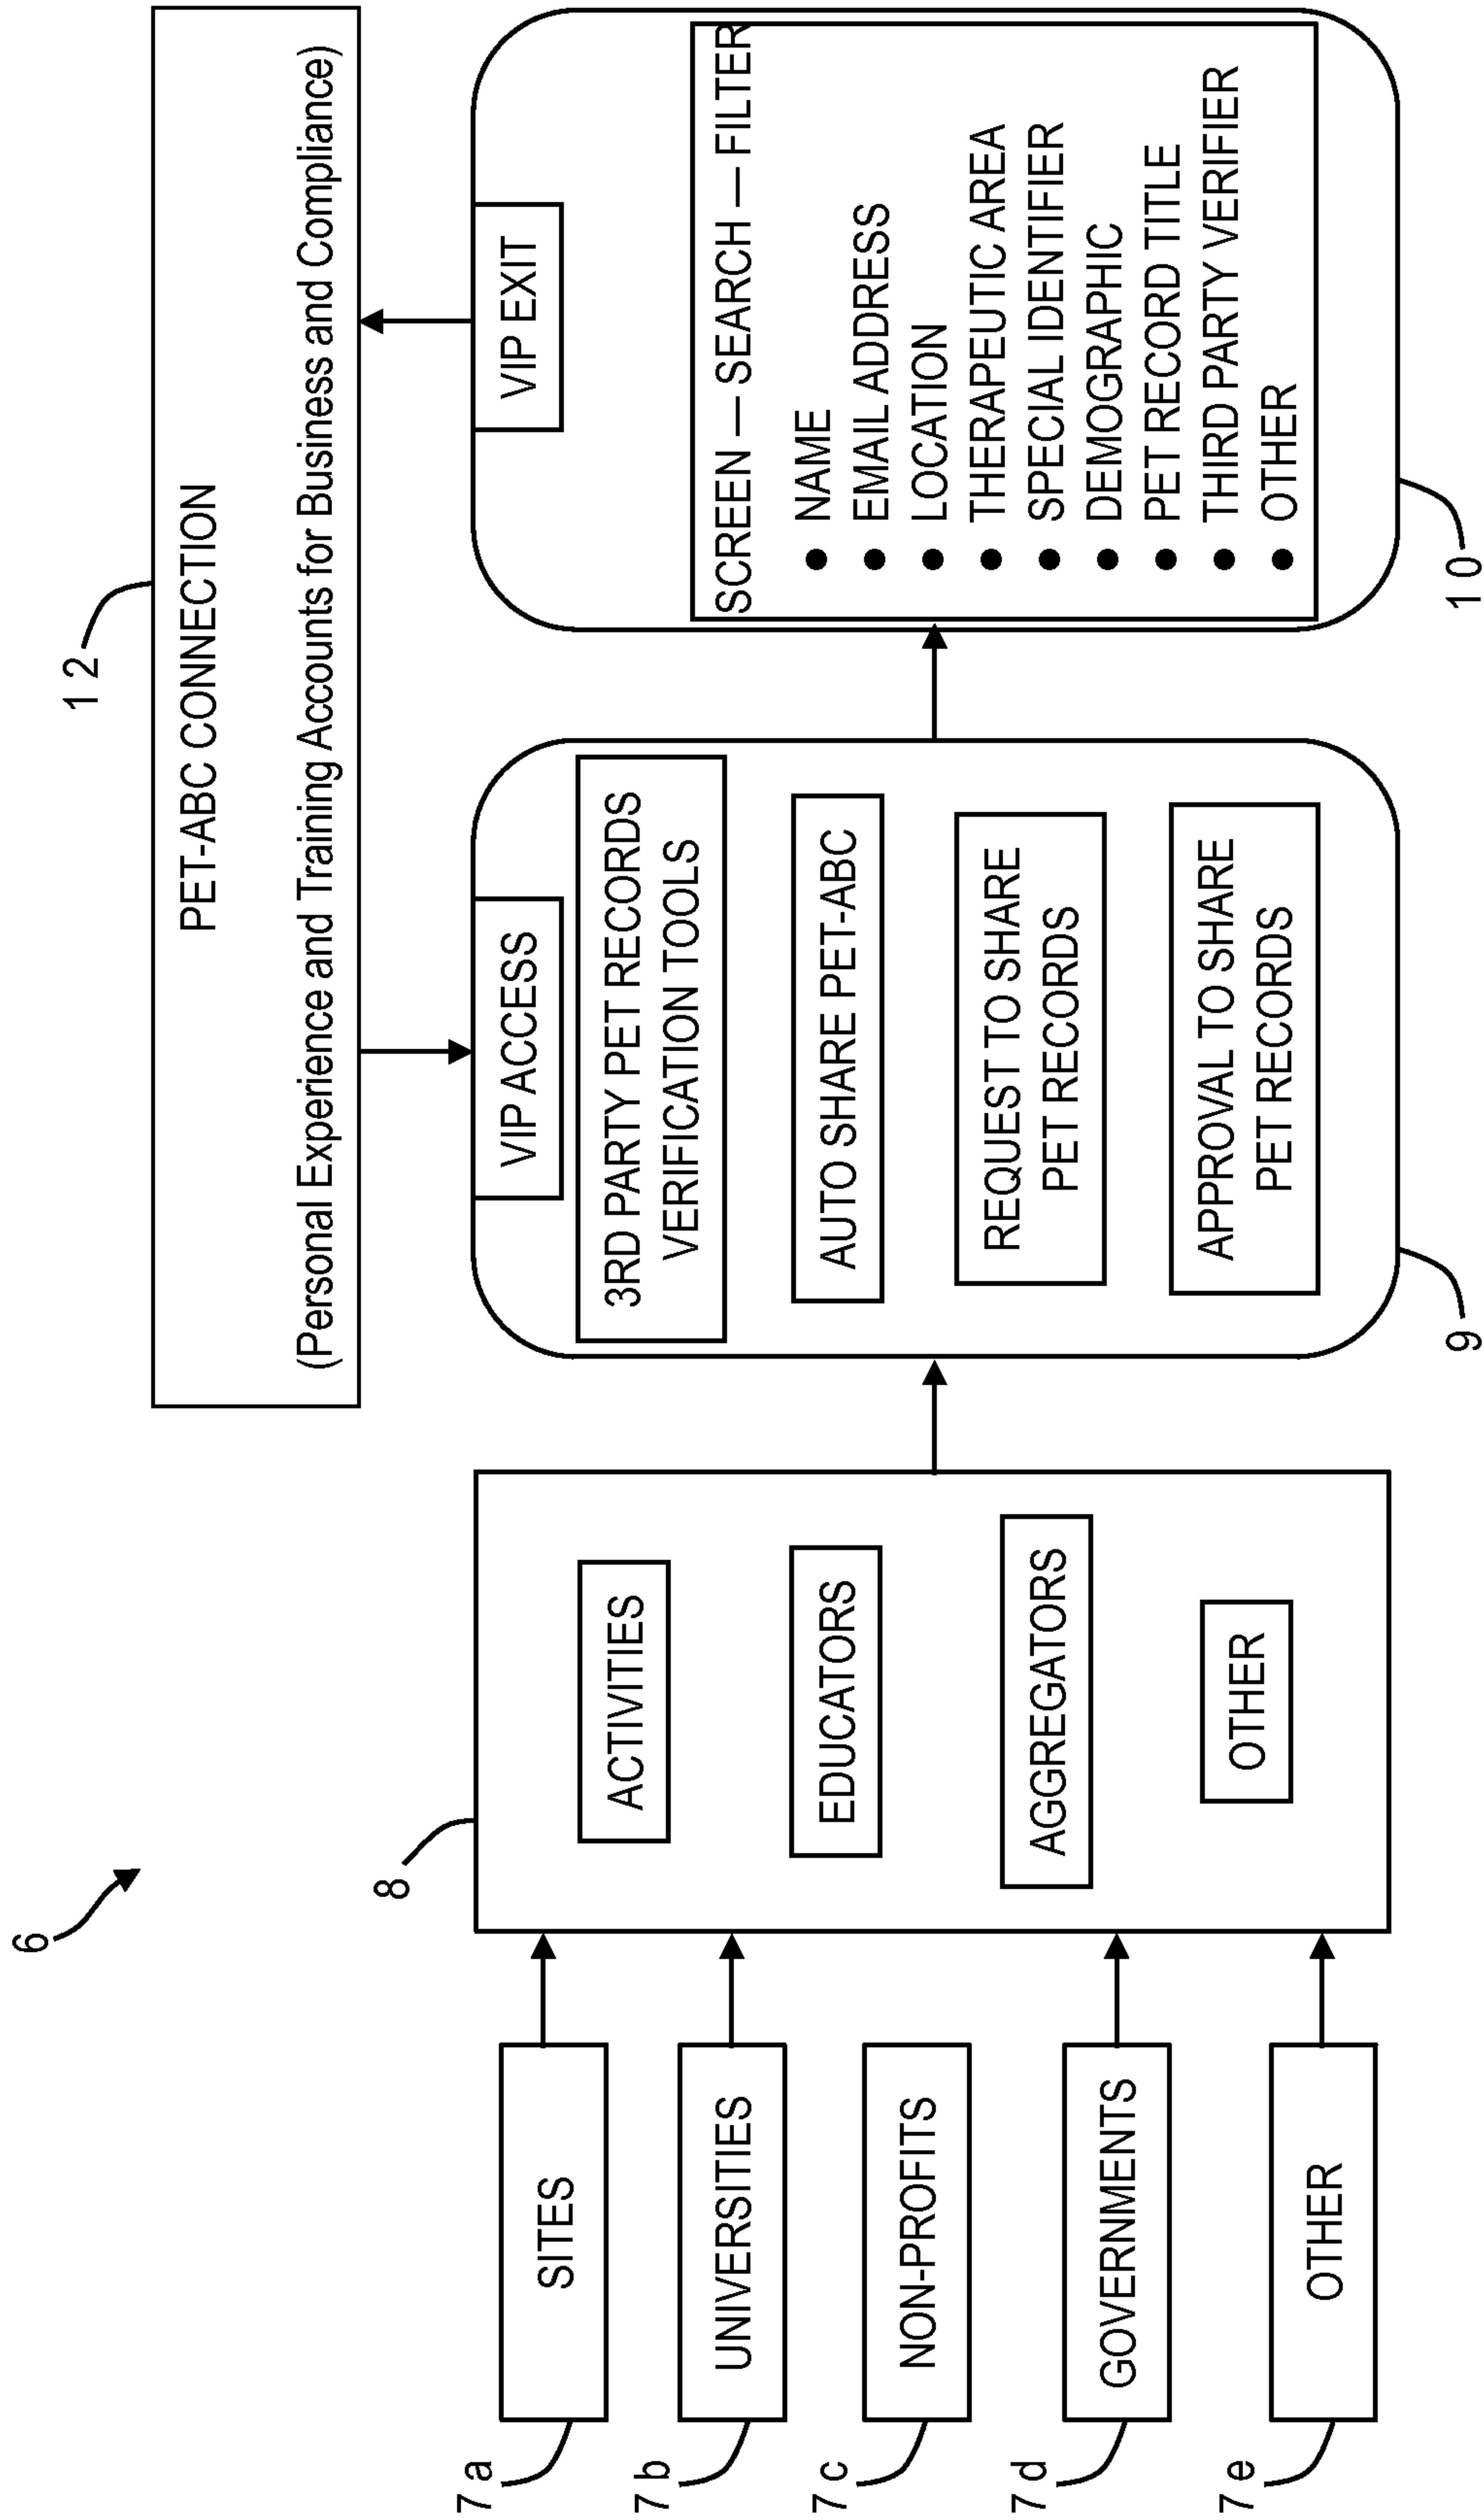 6
12
PET-ABC CONNECTION
(Personal Experience and Training Accounts for Business and Compliance)
7a
SITES
7b
UNIVERSITIES
7c
NON-PROFITS
7d
GOVERNMENTS
7e
OTHER
8
ACTIVITIES
EDUCATORS
AGGREGATORS
OTHER
VIP ACCESS
3RD PARTY PET RECORDS
VERIFICATION TOOLS
AUTO SHARE PET-ABC
REQUEST TO SHARE
PET RECORDS
APPROVAL TO SHARE
PET RECORDS
9
VIP EXIT
SCREEN — SEARCH — FILTER
● NAME
● EMAIL ADDRESS
● LOCATION
● THERAPEUTIC AREA
● SPECIAL IDENTIFIER
● DEMOGRAPHIC
● PET RECORD TITLE
● THIRD PARTY VERIFIER
● OTHER
10